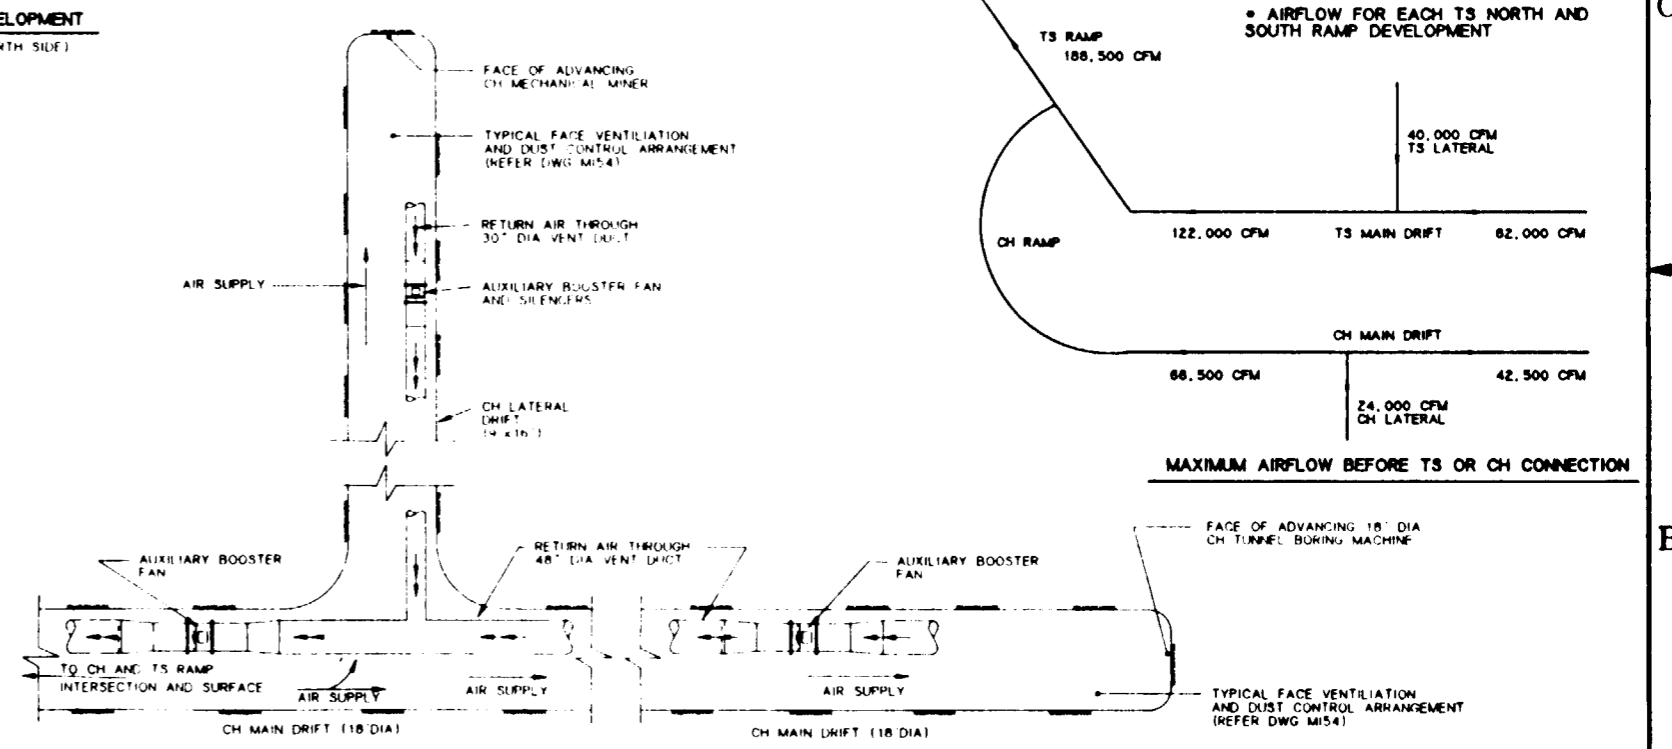 ELOPMENT
RTH SIDE)
FACE OF ADVANCING
CH MECHANICAL MINER
TYPICAL FACE VENTILIATION
AND DUST CONTROL ARRANGEMENT
(REFER DWG M154)
RETURN AIR THROUGH
30" DIA VENT DUCT
AIR SUPPLY
AUXILIARY BOOSTER FAN
AND SILENCERS
CH LATERAL
DRIFT
(9'x16')
AUXILIARY BOOSTER
FAN
RETURN AIR THROUGH
48" DIA VENT DUCT
AUXILIARY BOOSTER
FAN
TO CH AND TS RAMP
INTERSECTION AND SURFACE
AIR SUPPLY
AIR SUPPLY
AIR SUPPLY
CH MAIN DRIFT (18'DIA)
CH MAIN DRIFT (18'DIA)
FACE OF ADVANCING 18' DIA
CH TUNNEL BORING MACHINE
TYPICAL FACE VENTILIATION
AND DUST CONTROL ARRANGEMENT
(REFER DWG M154)
* AIRFLOW FOR EACH TS NORTH AND
SOUTH RAMP DEVELOPMENT
TS RAMP
188,500 CFM
40,000 CFM
TS LATERAL
122,000 CFM
TS MAIN DRIFT
62,000 CFM
CH RAMP
CH MAIN DRIFT
66,500 CFM
42,500 CFM
24,000 CFM
CH LATERAL
MAXIMUM AIRFLOW BEFORE TS OR CH CONNECTION